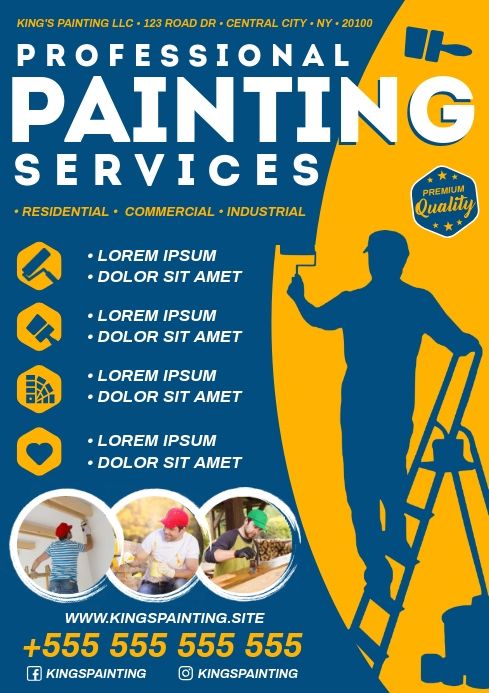 KING'S PAINTING LLC • 123 ROAD DR • CENTRAL CITY • NY • 20100
PROFESSIONAL
PAINTING
SERVICES
PREMIUM
Quality
• RESIDENTIAL • COMMERCIAL • INDUSTRIAL
• LOREM IPSUM
• DOLOR SIT AMET
• LOREM IPSUM
• DOLOR SIT AMET
• LOREM IPSUM
• DOLOR SIT AMET
• LOREM IPSUM
• DOLOR SIT AMET
WWW.KINGSPAINTING.SITE
+555 555 555 555
KINGSPAINTING
KINGSPAINTING